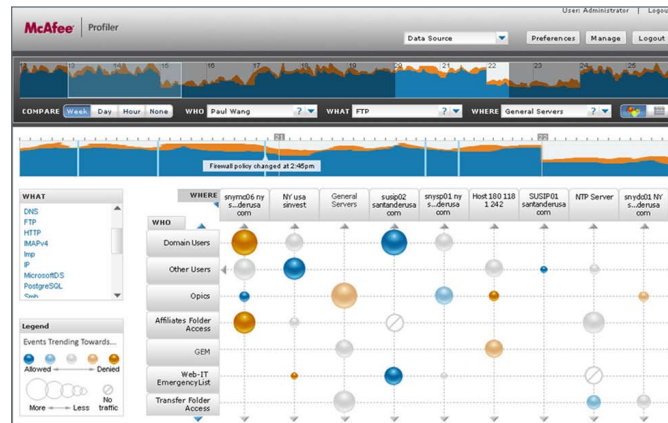 User: Administrator | Logou
McAfee Profiler
Data Source
Preferences Manage Logout
12 13 14 15 16 17 18 19 20 21 22 23 24 25 26
COMPARE Week Day Hour None WHO Paul Wang ? WHAT FTP ? WHERE General Servers ?
21 22
Firewall policy changed at 2:45pm
WHAT
DNS
FTP
HTTP
IMAPv4
Imp
IP
MicrosoftDS
PostgreSQL
Smb
Legend
Events Trending Towards...
Allowed Denied
More Less No
traffic
WHERE
WHO
snymc06 ny
s...derusa
com
NY usa
sinvest
General
Servers
susip02
santanderusa
com
snysp01 ny
s...derusa
com
Host 180 118
1 242
SUSIP01
santanderusa
com
NTP Server
snydc01 NY
s...derusa
com
Domain Users
Other Users
Opics
Affiliates Folder
Access
GEM
Web-IT
EmergencyList
Transfer Folder
Access